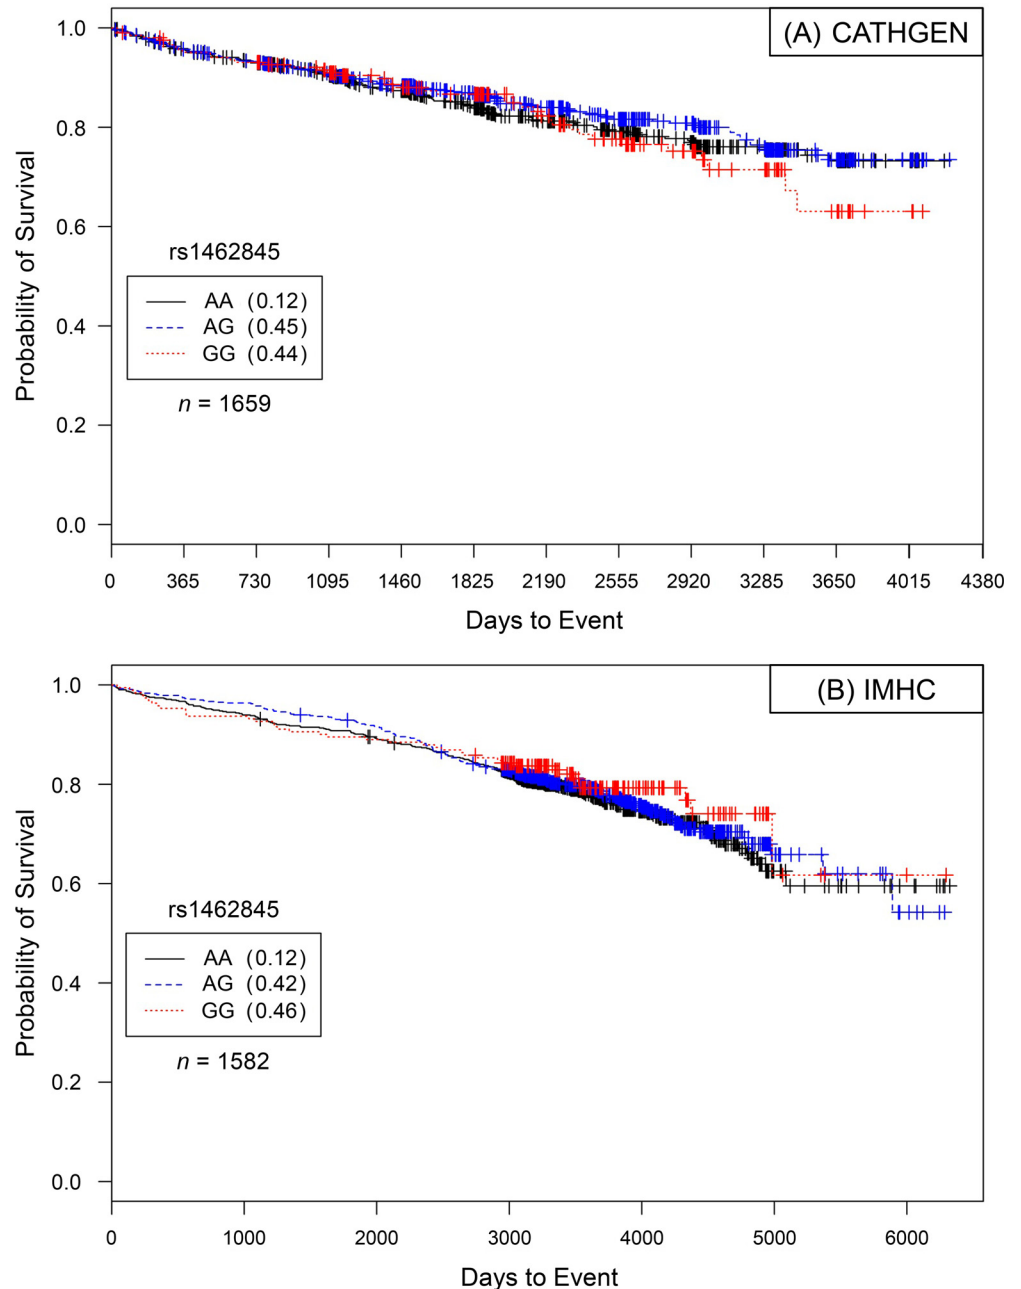 (A) CATHGEN
1.0
0.8
0.6
0.4
0.2
0.0
Probability of Survival
rs1462845
AA (0.12)
AG (0.45)
GG (0.44)
n = 1659
0 365 730 1095 1460 1825 2190 2555 2920 3285 3650 4015 4380
Days to Event
(B) IMHC
1.0
0.8
0.6
0.4
0.2
0.0
Probability of Survival
rs1462845
AA (0.12)
AG (0.42)
GG (0.46)
n = 1582
0 1000 2000 3000 4000 5000 6000
Days to Event